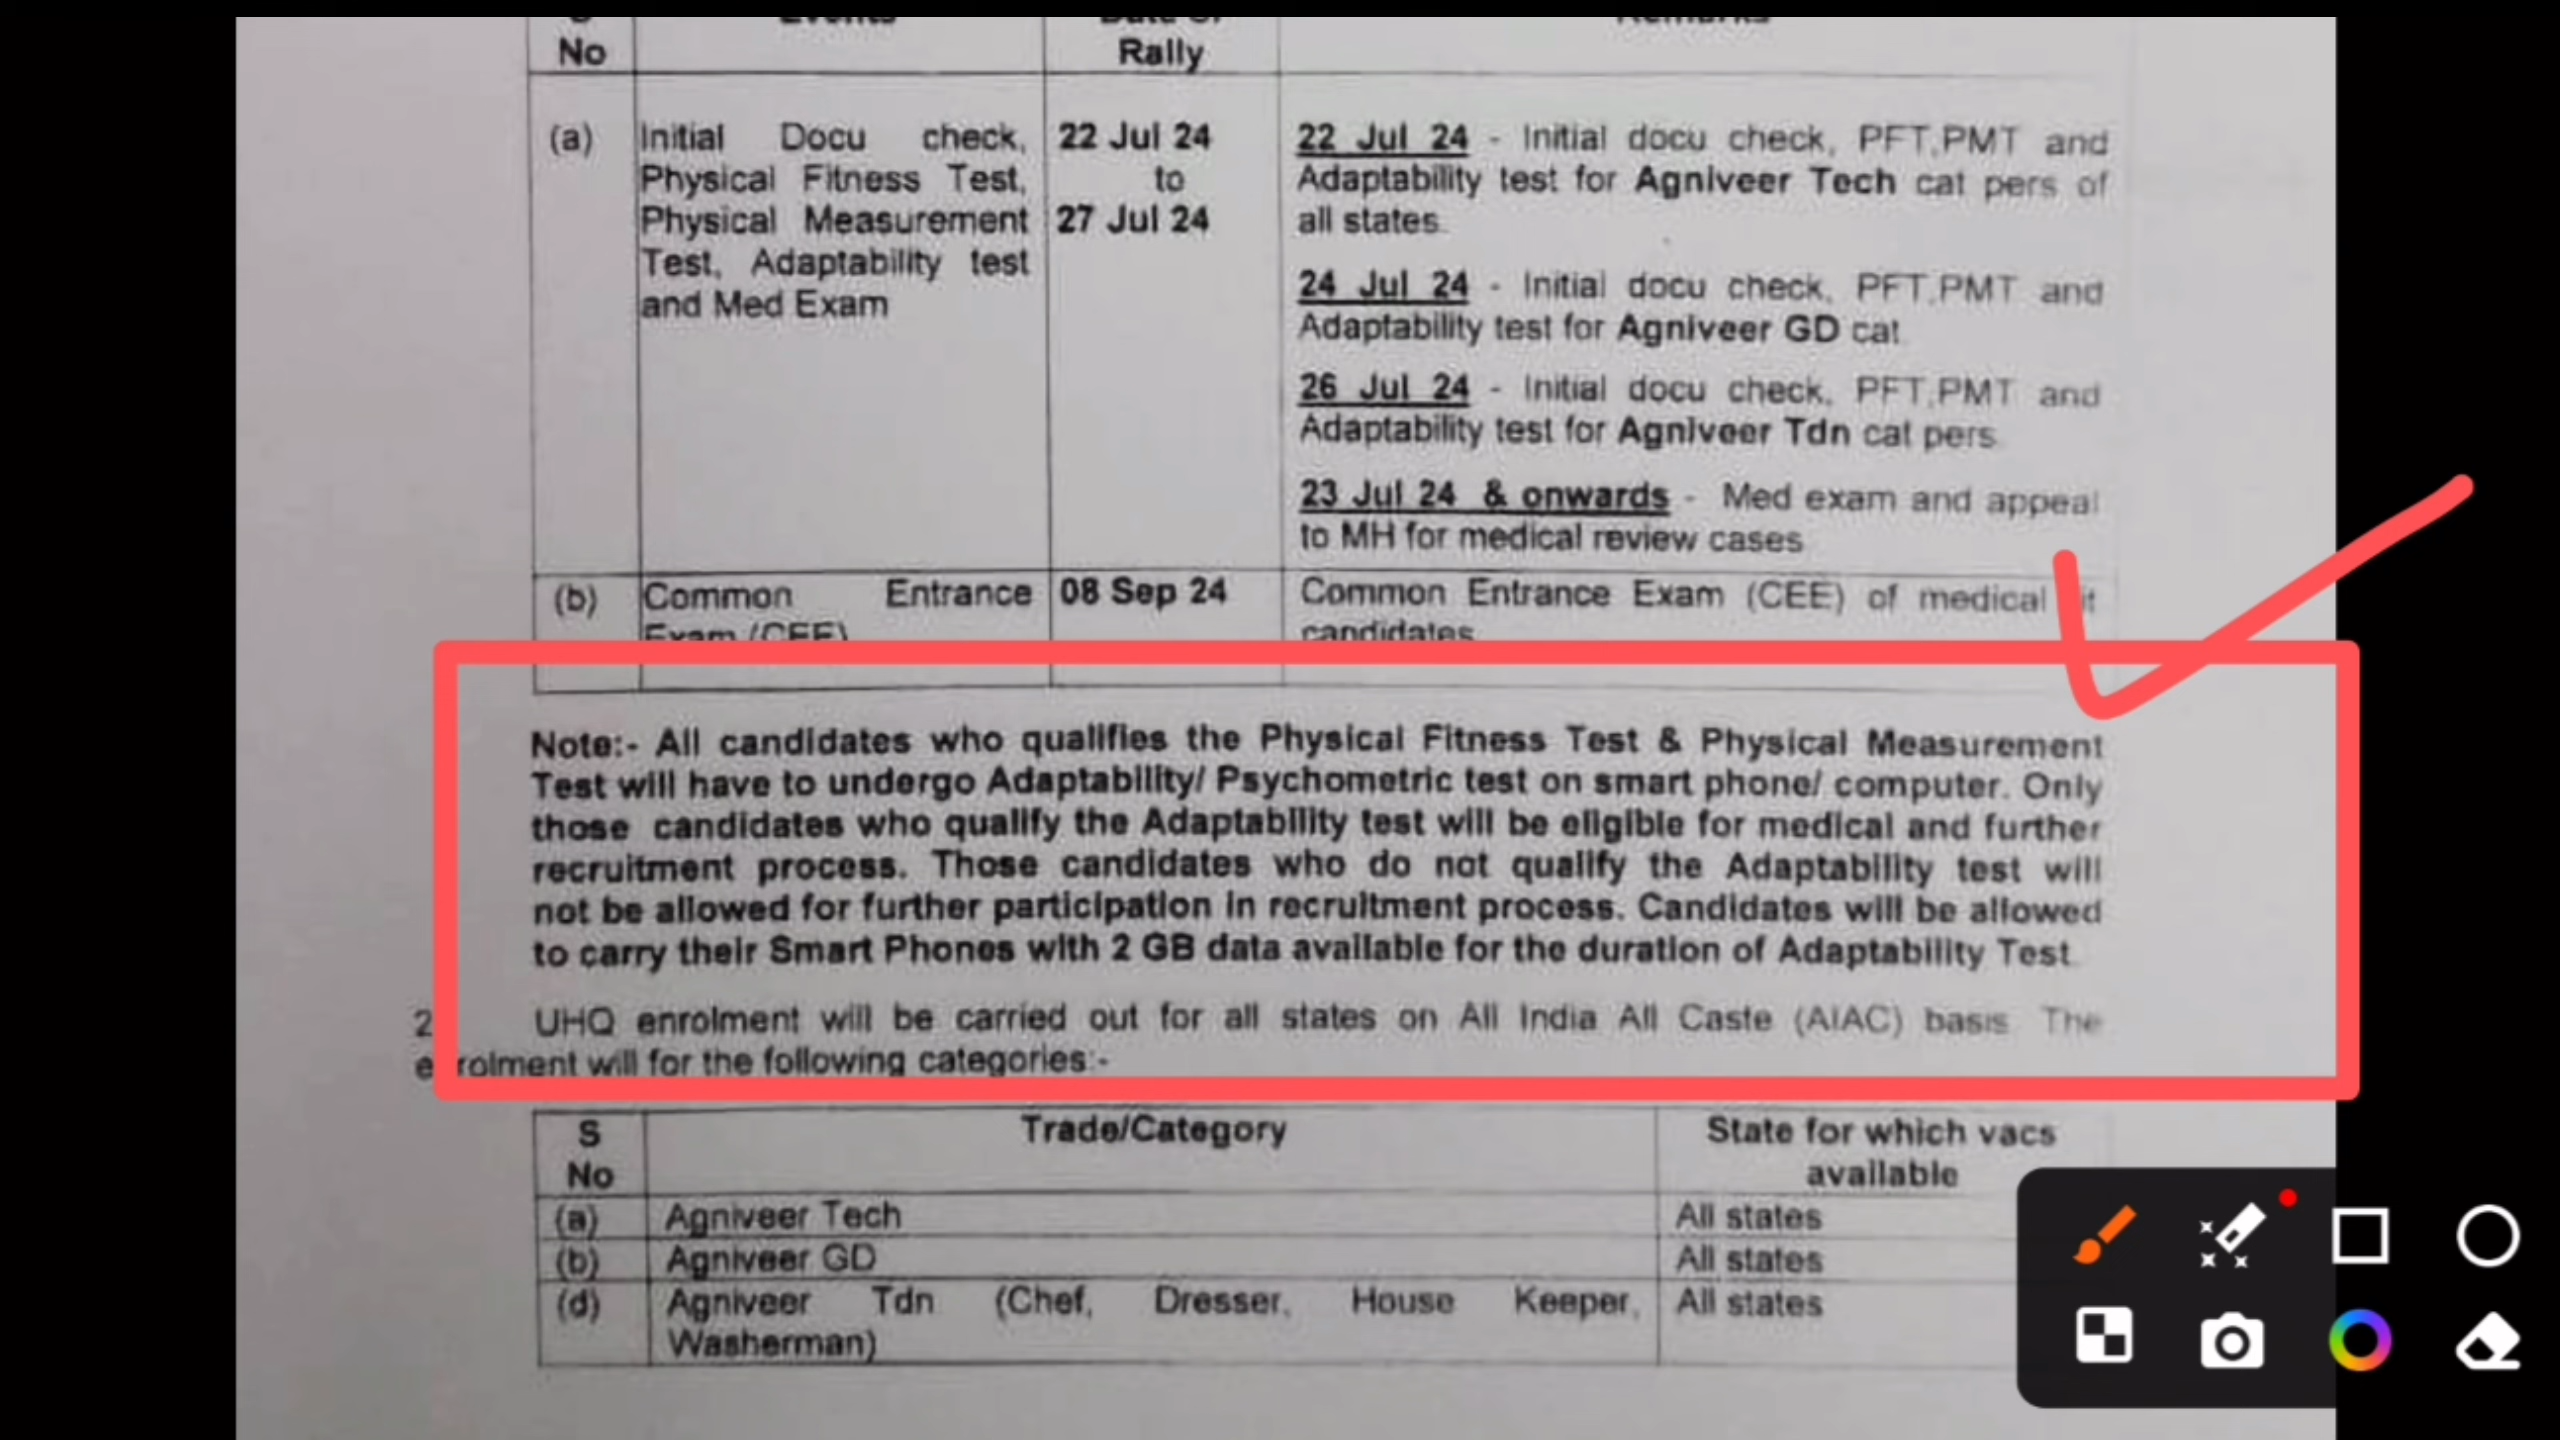 S Events Date of Remarks
No Rally
(a) Initial Docu check, 22 Jul 24 22 Jul 24 - Initial docu check, PFT,PMT and
Physical Fitness Test, to Adaptability test for Agniveer Tech cat pers of
Physical Measurement 27 Jul 24 all states.
Test, Adaptability test
and Med Exam
24 Jul 24 - Initial docu check, PFT,PMT and
Adaptability test for Agniveer GD cat
26 Jul 24 - Initial docu check, PFT,PMT and
Adaptability test for Agniveer Tdn cat pers
23 Jul 24 & onwards - Med exam and appeal
to MH for medical review cases
(b) Common Entrance 08 Sep 24 Common Entrance Exam (CEE) of medical
Exam (CEE) candidates
Note:- All candidates who qualifies the Physical Fitness Test & Physical Measurement
Test will have to undergo Adaptability/ Psychometric test on smart phone/ computer. Only
those candidates who qualify the Adaptability test will be eligible for medical and further
recruitment process. Those candidates who do not qualify the Adaptability test will
not be allowed for further participation in recruitment process. Candidates will be allowed
to carry their Smart Phones with 2 GB data available for the duration of Adaptability Test.
2 UHQ enrolment will be carried out for all states on All India All Caste (AIAC) basis. The
enrolment will for the following categories:-
S Trade/Category State for which vacs
No available
(a) Agniveer Tech All states
(b) Agniveer GD All states
(d) Agniveer Tdn (Chef, Dresser, House Keeper, All states
Washerman)